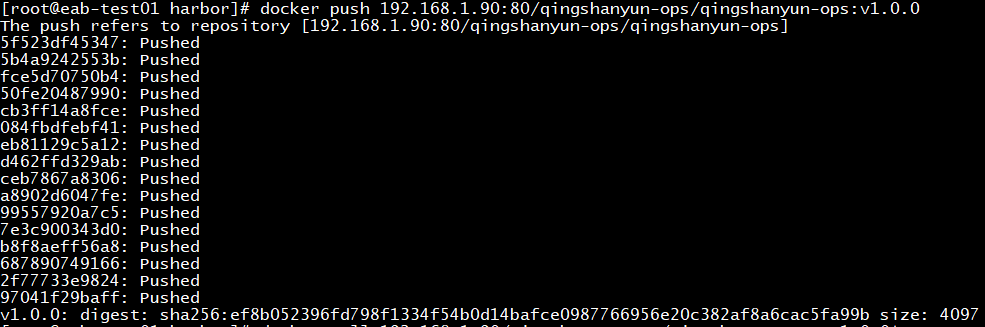 [root@eab-test01 harbor]# docker push 192.168.1.90:80/qingshanyun-ops/qingshanyun-ops:v1.0.0
The push refers to repository [192.168.1.90:80/qingshanyun-ops/qingshanyun-ops]
5f523df45347: Pushed
5b4a9242553b: Pushed
fce5d70750b4: Pushed
50fe20487990: Pushed
cb3ff14a8fce: Pushed
084fbdfebf41: Pushed
eb81129c5a12: Pushed
d462ffd329ab: Pushed
ceb7867a8306: Pushed
a8902d6047fe: Pushed
99557920a7c5: Pushed
7e3c900343d0: Pushed
b8f8aeff56a8: Pushed
687890749166: Pushed
2f77733e9824: Pushed
97041f29baff: Pushed
v1.0.0: digest: sha256:ef8b052396fd798f1334f54b0d14bafce0987766956e20c382af8a6cac5fa99b size: 4097